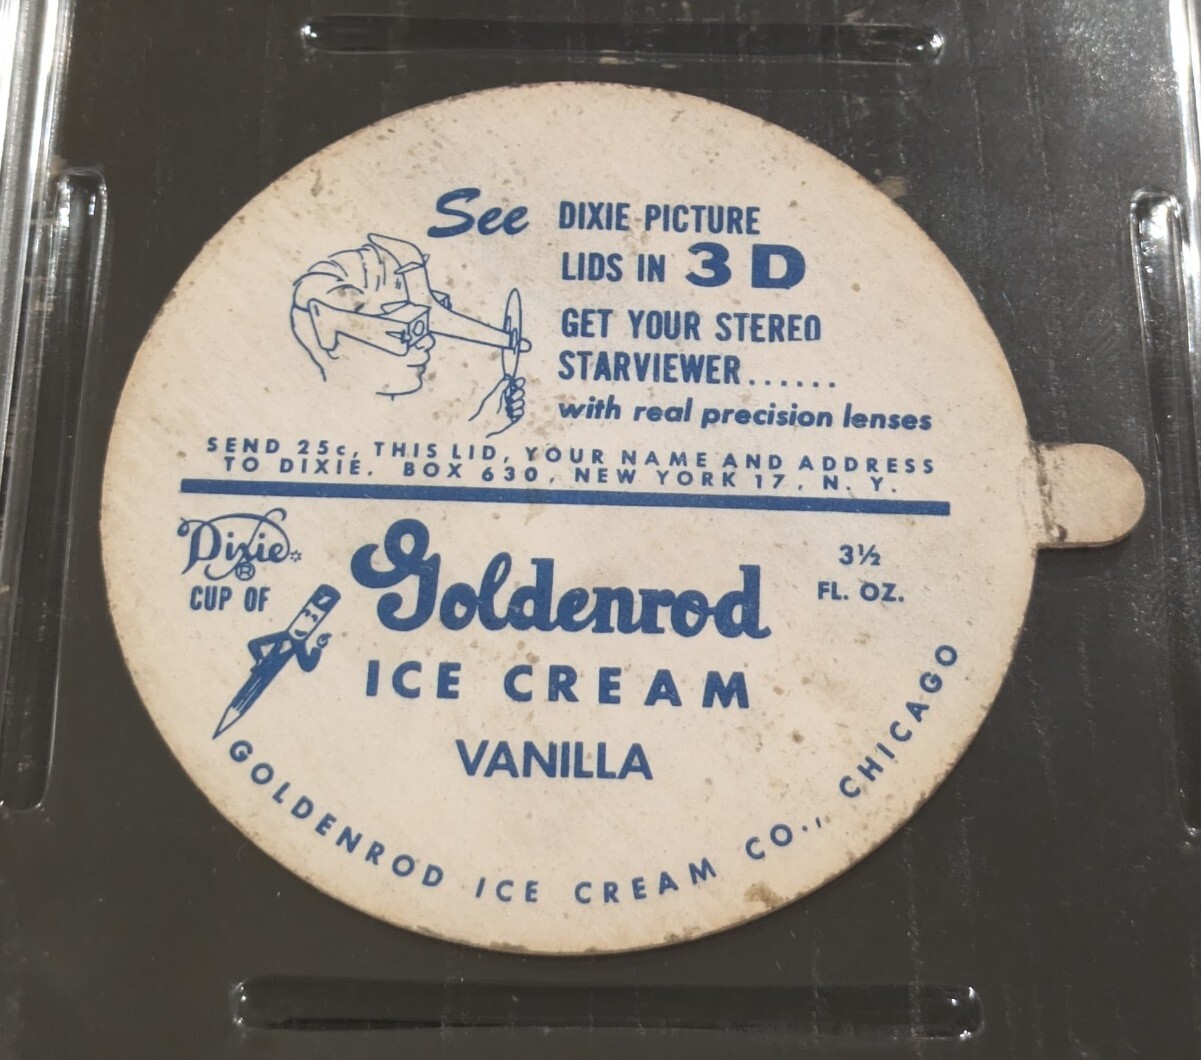 See DIXIE PICTURE
LIDS IN 3D
GET YOUR STEREO
STARVIEWER......
with real precision lenses
SEND 25c, THIS LID, YOUR NAME AND ADDRESS
TO DIXIE. BOX 630, NEW YORK 17, N. Y.
Dixie ®
CUP OF
Goldenrod
ICE CREAM
VANILLA
3½
FL. OZ.
GOLDENROD ICE CREAM CO., CHICAGO